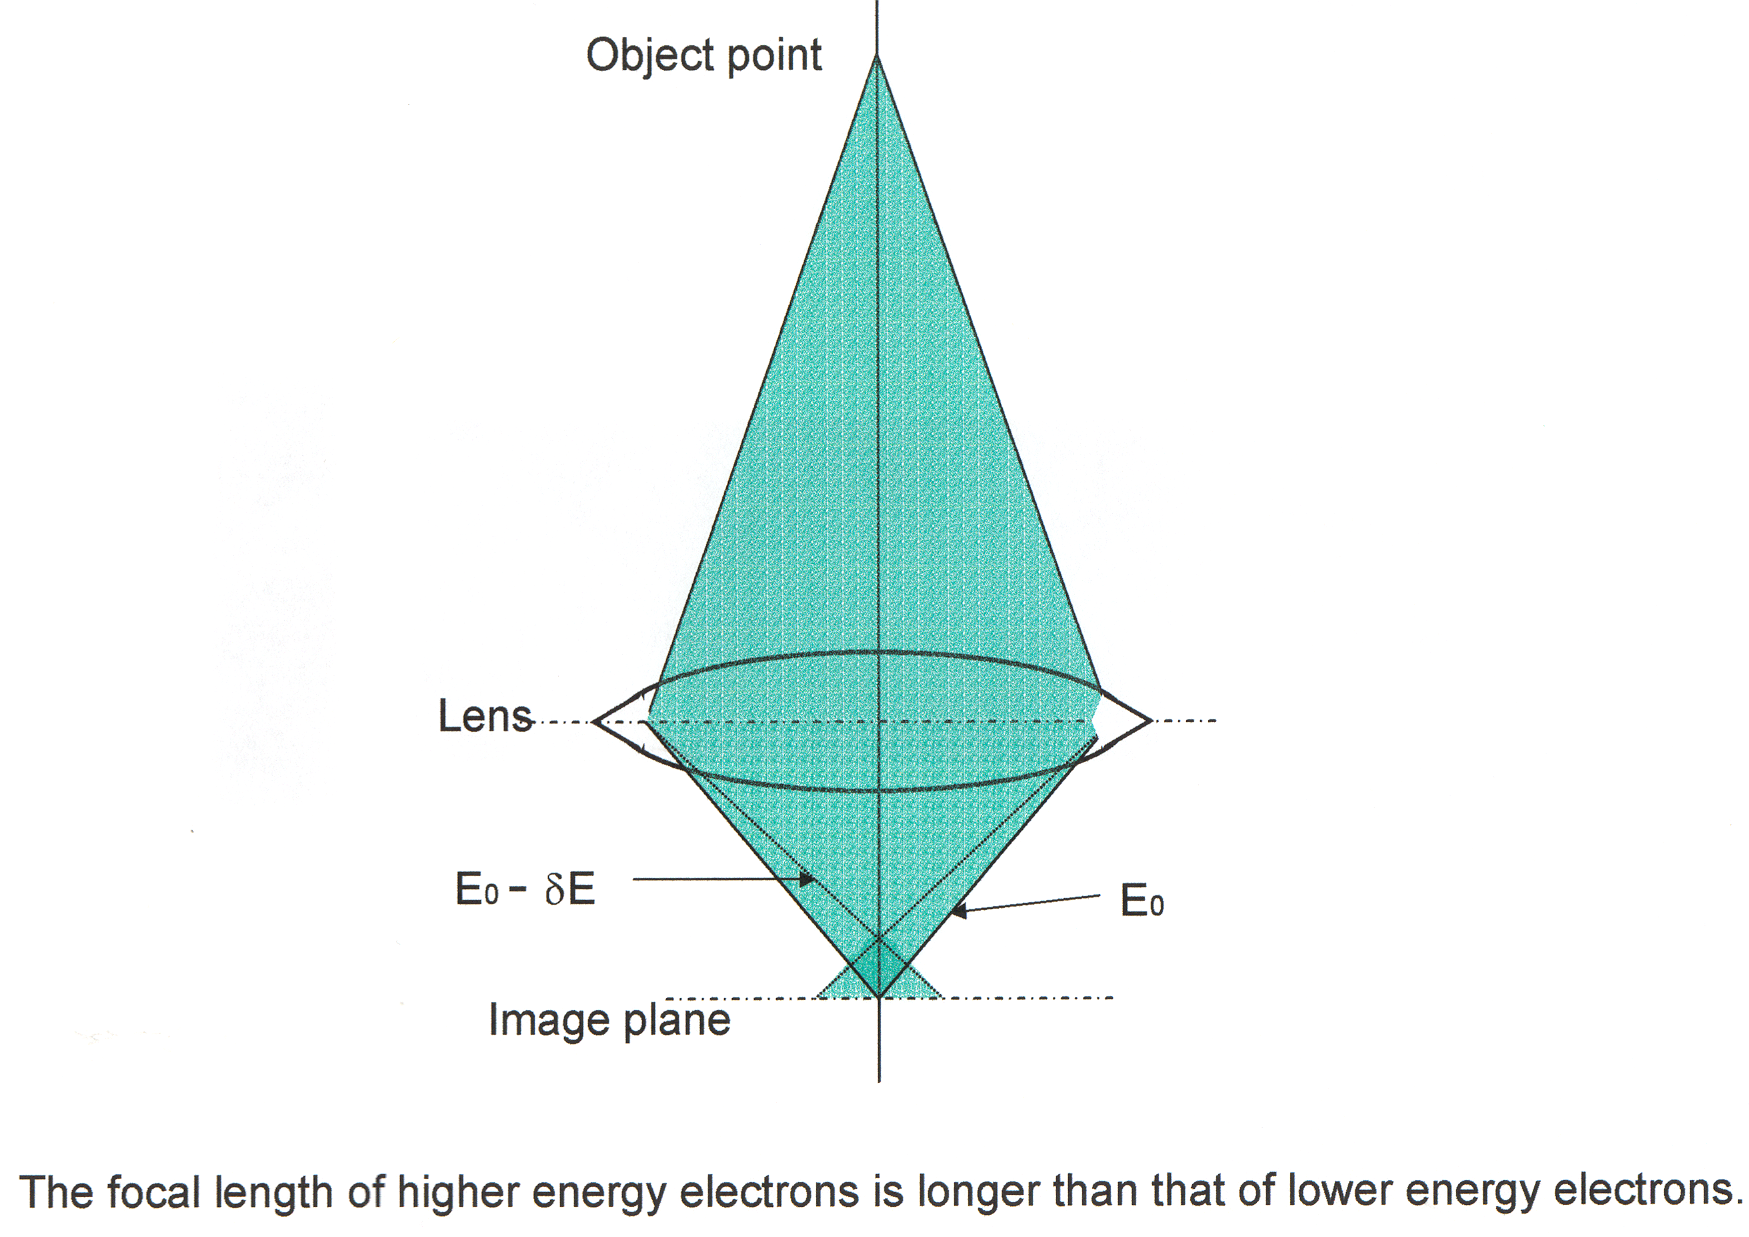 Object point
Lens
E₀ - δE
E₀
Image plane
The focal length of higher energy electrons is longer than that of lower energy electrons.